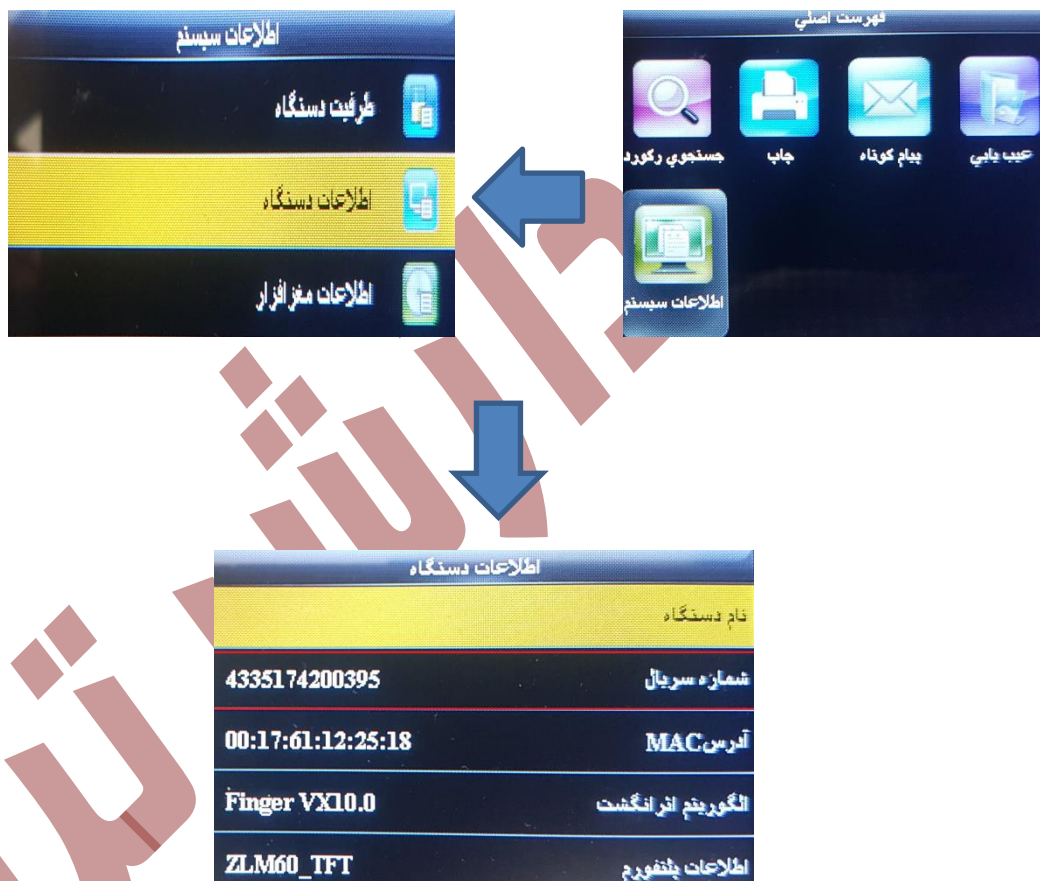 فهرست اصلي
عيب يابي
پيام كوتاه
چاپ
جستجوي ركورد
اطلاعات سيستم
اطلاعات سيستم
ظرفيت دستگاه
اطلاعات دستگاه
اطلاعات مغز افزار
اطلاعات دستگاه
نام دستگاه
شماره سريال 4335174200395
آدرس MAC 00:17:61:12:25:18
الگوريتم اثر انگشت Finger VX10.0
اطلاعات پلتفورم ZLM60_TFT